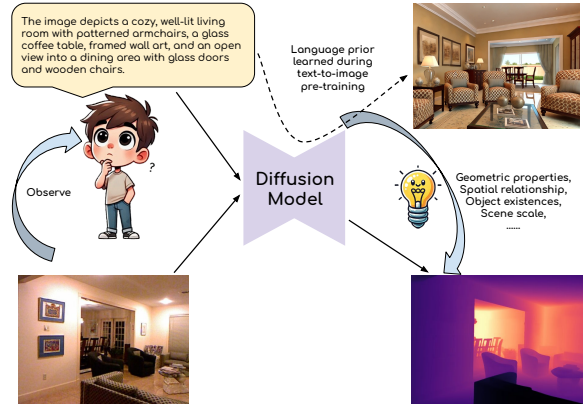 The image depicts a cozy, well-lit living
room with patterned armchairs, a glass
coffee table, framed wall art, and an open
view into a dining area with glass doors
and wooden chairs.
Language prior
learned during
text-to-image
pre-training
?
Observe
Diffusion
Model
Geometric properties,
Spatial relationship,
Object existences,
Scene scale,
......